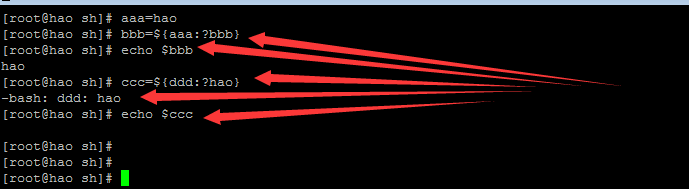 [root@hao sh]# aaa=hao
[root@hao sh]# bbb=${aaa:?bbb}
[root@hao sh]# echo $bbb
hao
[root@hao sh]# ccc=${ddd:?hao}
-bash: ddd: hao
[root@hao sh]# echo $ccc
[root@hao sh]#
[root@hao sh]#
[root@hao sh]#